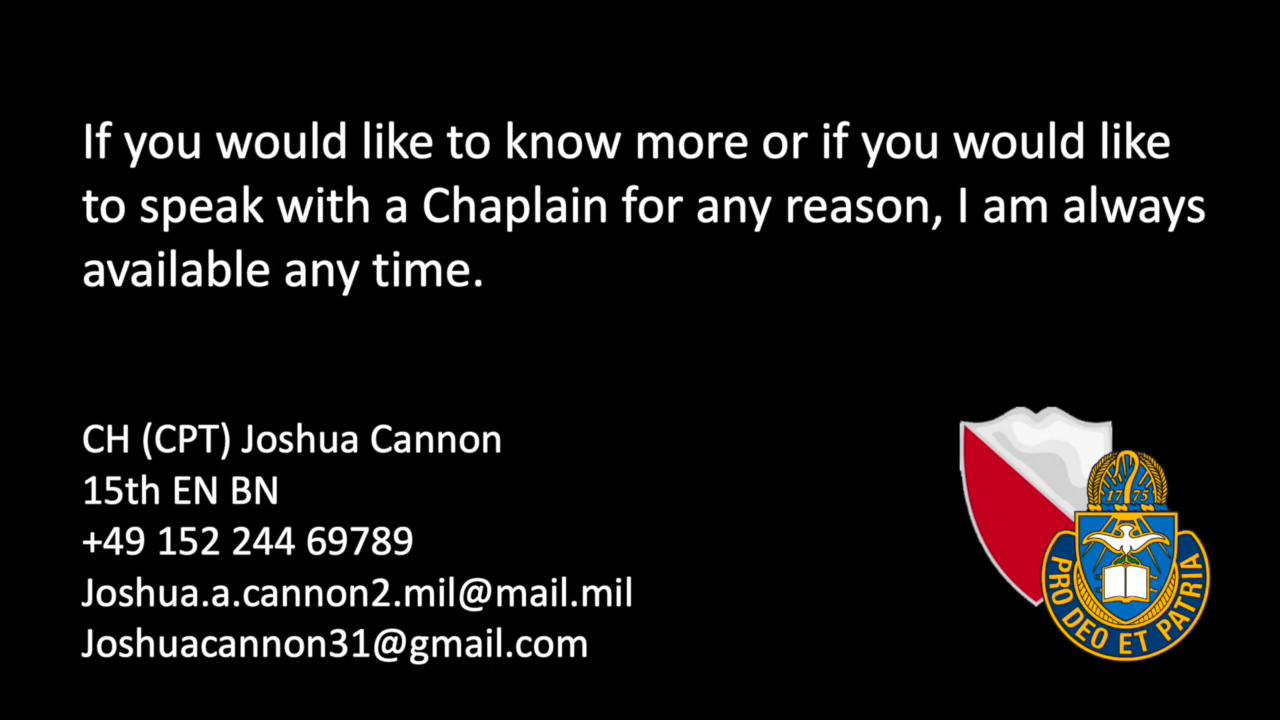 If you would like to know more or if you would like
to speak with a Chaplain for any reason, I am always
available any time.
CH (CPT) Joshua Cannon
15th EN BN
+49 152 244 69789
Joshua.a.cannon2.mil@mail.mil
Joshuacannon31@gmail.com
1775
PRO DEO ET PATRIA